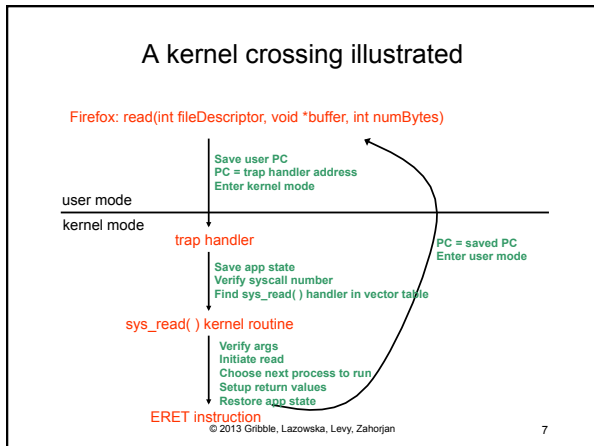 A kernel crossing illustrated
Firefox: read(int fileDescriptor, void *buffer, int numBytes)
Save user PC
PC = trap handler address
Enter kernel mode
user mode
kernel mode
trap handler
PC = saved PC
Enter user mode
Save app state
Verify syscall number
Find sys_read( ) handler in vector table
sys_read( ) kernel routine
Verify args
Initiate read
Choose next process to run
Setup return values
Restore app state
ERET instruction
© 2013 Gribble, Lazowska, Levy, Zahorjan
7